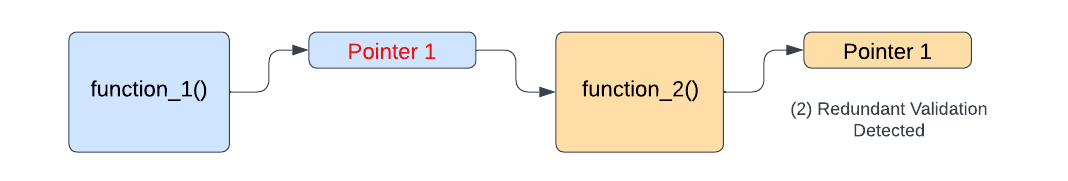 function_1()
Pointer 1
function_2()
Pointer 1
(2) Redundant Validation
Detected